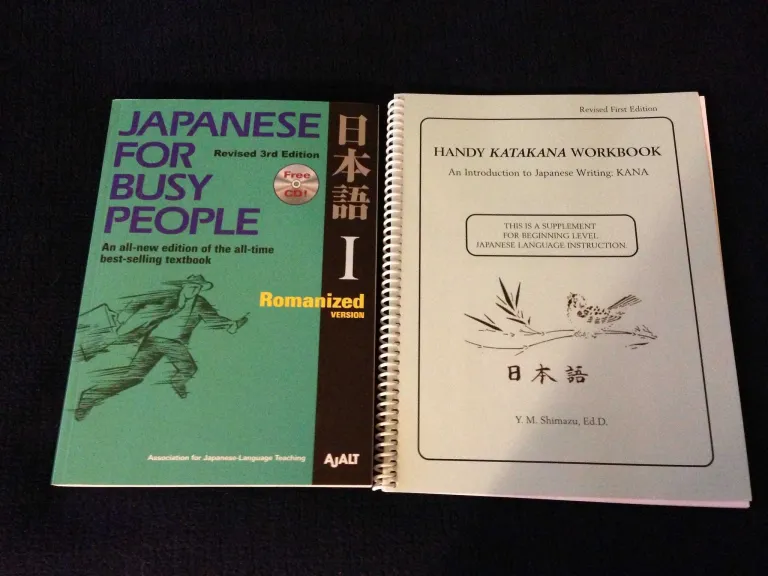 JAPANESE
FOR
BUSY
PEOPLE
Revised 3rd Edition
Free
CD!
An all-new edition of the all-time
best-selling textbook
日本語
I
Romanized
VERSION
Association for Japanese-Language Teaching
AJALT
Revised First Edition
HANDY KATAKANA WORKBOOK
An Introduction to Japanese Writing: KANA
THIS IS A SUPPLEMENT
FOR BEGINNING LEVEL
JAPANESE LANGUAGE INSTRUCTION.
日本語
Y. M. Shimazu, Ed.D.